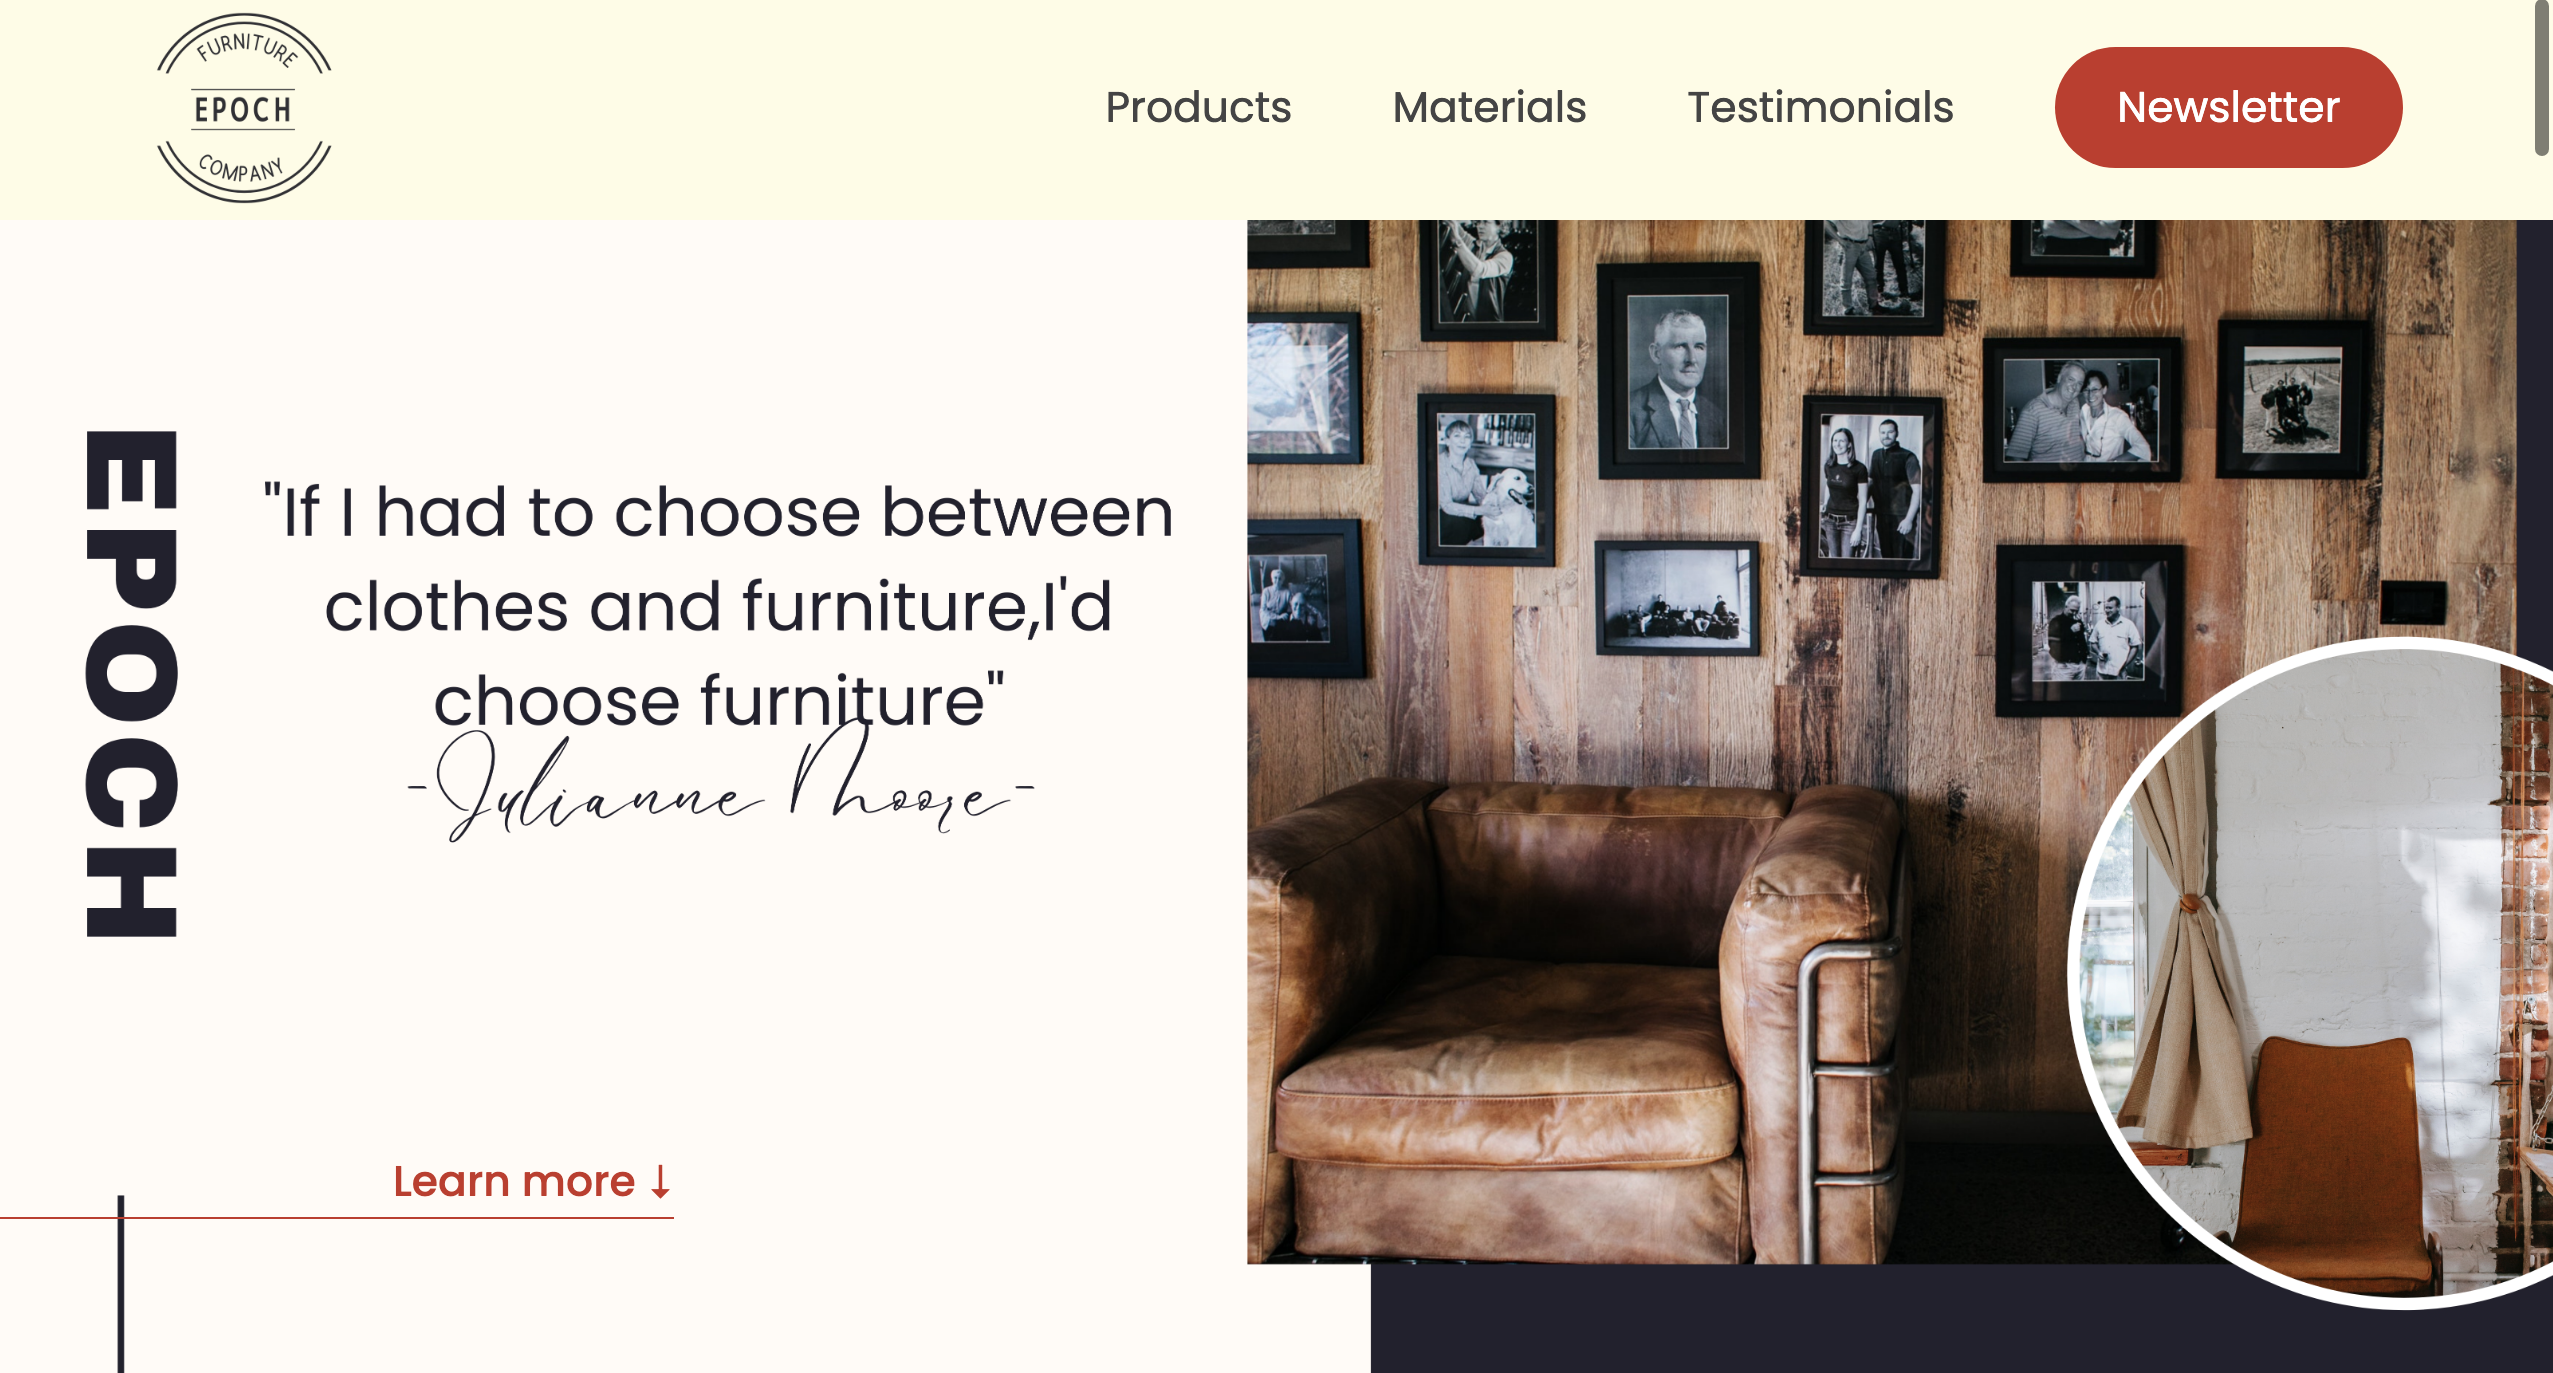 FURNITURE
EPOCH
COMPANY
Products
Materials
Testimonials
Newsletter
EPOCH
"If I had to choose between
clothes and furniture,I'd
choose furniture"
-Julianne Moore-
Learn more ↓